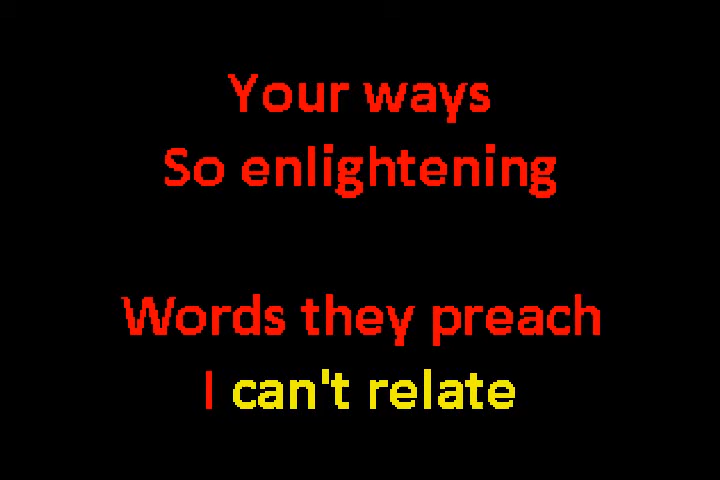 Your ways
So enlightening
Words they preach
I can't relate